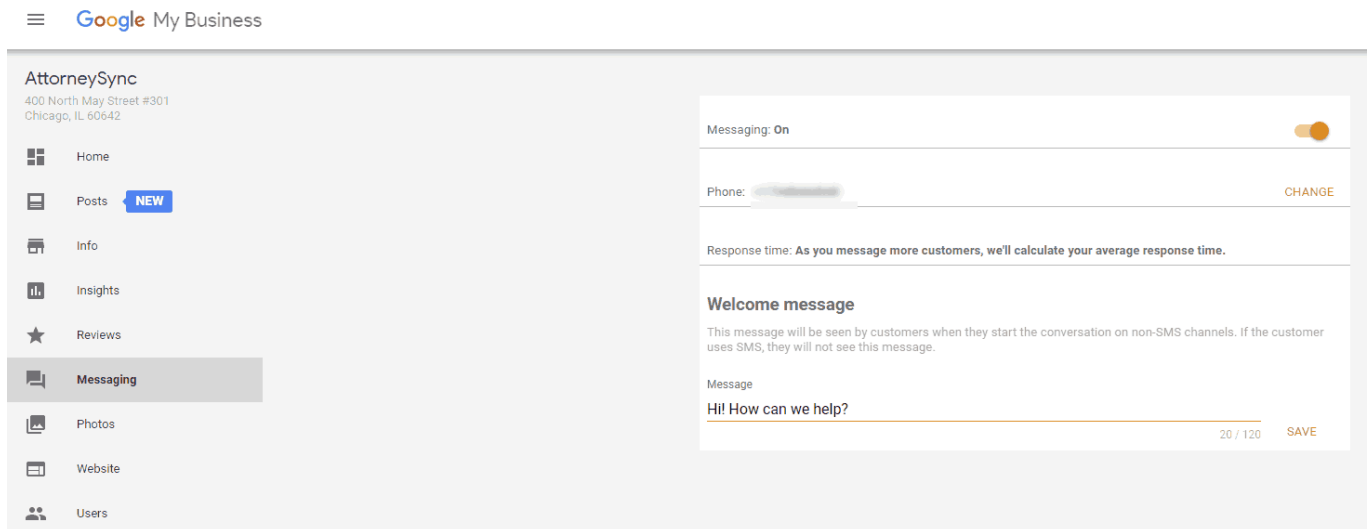 Google My Business
AttorneySync
400 North May Street #301
Chicago, IL 60642
Home
Posts NEW
Info
Insights
Reviews
Messaging
Photos
Website
Users
Messaging: On
Phone: CHANGE
Response time: As you message more customers, we'll calculate your average response time.
Welcome message
This message will be seen by customers when they start the conversation on non-SMS channels. If the customer
uses SMS, they will not see this message.
Message
Hi! How can we help?
20 / 120 SAVE